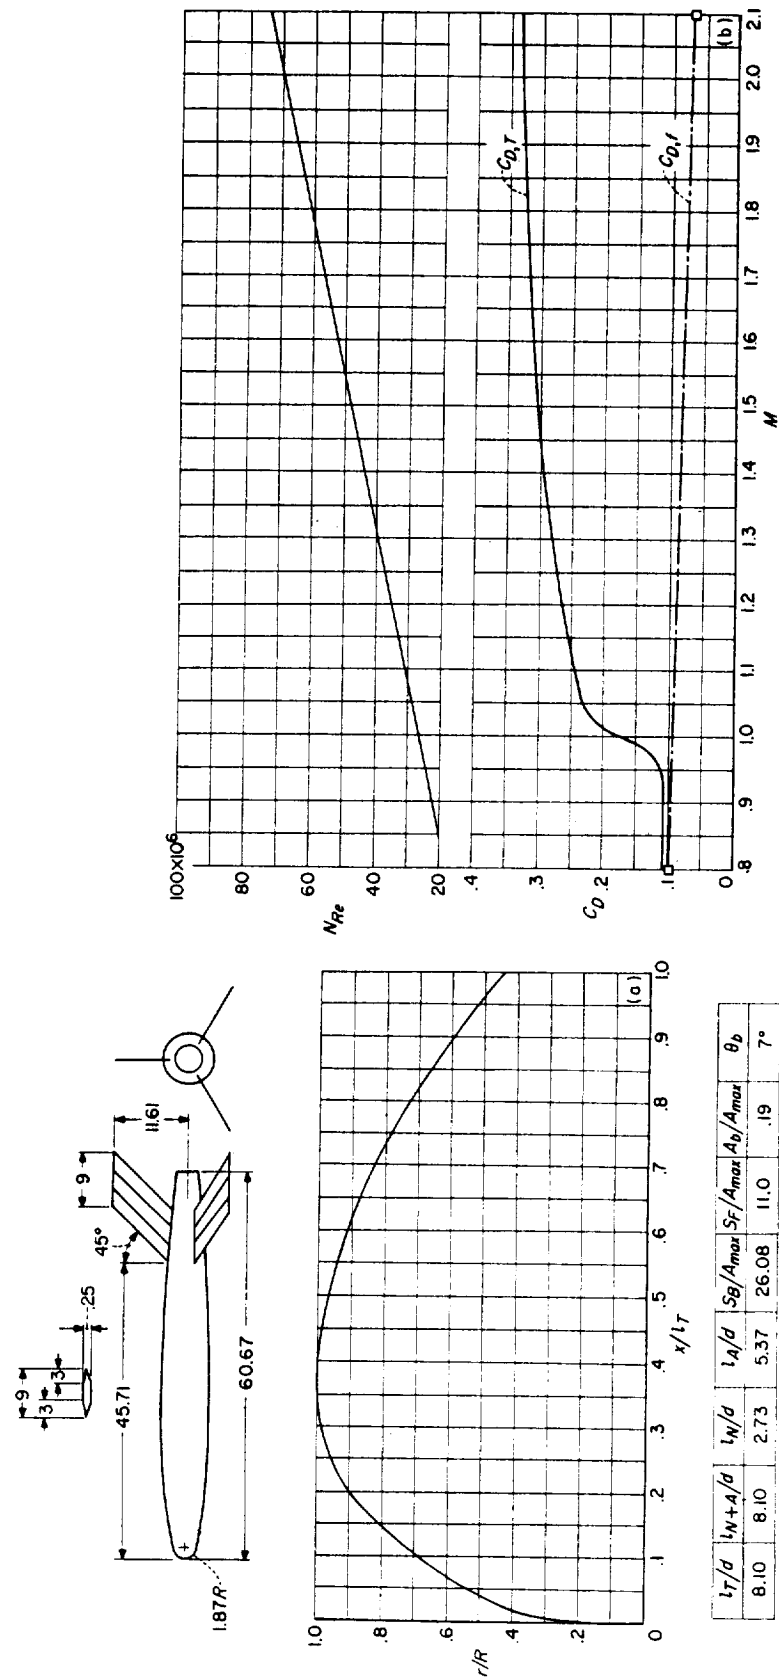 9
3
3
.25
45.71
45°
9
11.61
1.87R
60.67
1.0
.8
r/R
.6
.4
0
.1
.2
.3
.4
.5
.6
.7
.8
.9
1.0
x/l_T
(a)
l_T/d l_N+A/d l_N/d l_A/d S_B/A_max S_F/A_max A_b/A_max θ_b
8.10 8.10 2.73 5.37 26.08 11.0 .19 7°
100×10⁶
80
60
N_Re
40
20
.4
.3
C_D .2
.1
0
.8 .9 1.0 1.1 1.2 1.3 1.4 1.5 1.6 1.7 1.8 1.9 2.0 2.1
M
C_D,T
C_D,f
(b)